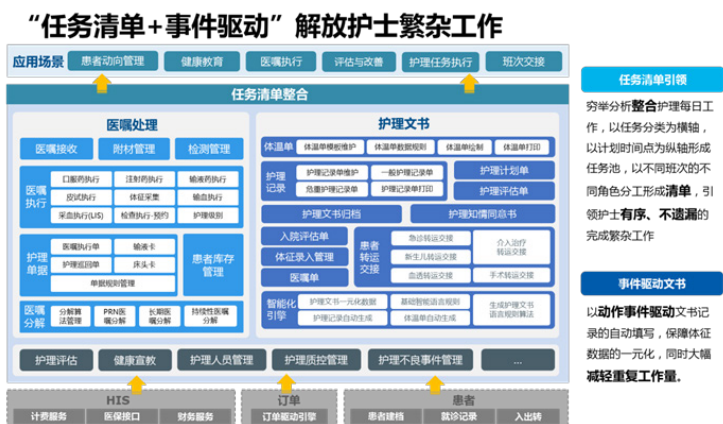 “任务清单+事件驱动”解放护士繁杂工作
应用场景 患者动向管理 健康教育 医嘱执行 评估与改善 护理任务执行 班次交接
任务清单整合
医嘱处理
医嘱接收 附材管理 检测管理
医嘱执行
口服药执行 注射药执行 输液药执行
皮试执行 体征采集 输血执行
采血执行(LIS) 检查执行-预约 护理级别
护理单据
医嘱执行单 输液卡
护理巡回单 床头卡
单据规则管理
患者库存管理
医嘱分解
分解算法管理 PRN医嘱分解 长期医嘱分解 持续性医嘱分解
护理文书
体温单 体温单模板维护 体温单数据规则 体温单绘制 体温单打印
护理记录
护理记录单维护 一般护理记录单
危重护理记录单 护理记录单打印
护理计划单
护理评估单
护理文书归档 护理知情同意书
入院评估单
体征录入管理
医嘱单
患者转运交接
急诊转运交接
新生儿转运交接
血透转运交接
介入治疗转运交接
手术转运交接
智能化引擎
护理文书一元化数据 基础智能语言规则
护理记录自动生成 体温单自动生成
生成护理文书语言规则算法
护理评估 健康宣教 护理人员管理 护理质控管理 护理不良事件管理 ...
HIS
计费服务 医保接口 财务服务
订单
订单驱动引擎
患者
患者建档 就诊记录 入出转
任务清单引领
穷举分析整合护理每日工
作，以任务分类为横轴，
以计划时间点为纵轴形成
任务池，以不同班次的不
同角色分工形成清单，引
领护士有序、不遗漏的
完成繁杂工作
事件驱动文书
以动作事件驱动文书记
录的自动填写，保障体征
数据的一元化，同时大幅
减轻重复工作量。